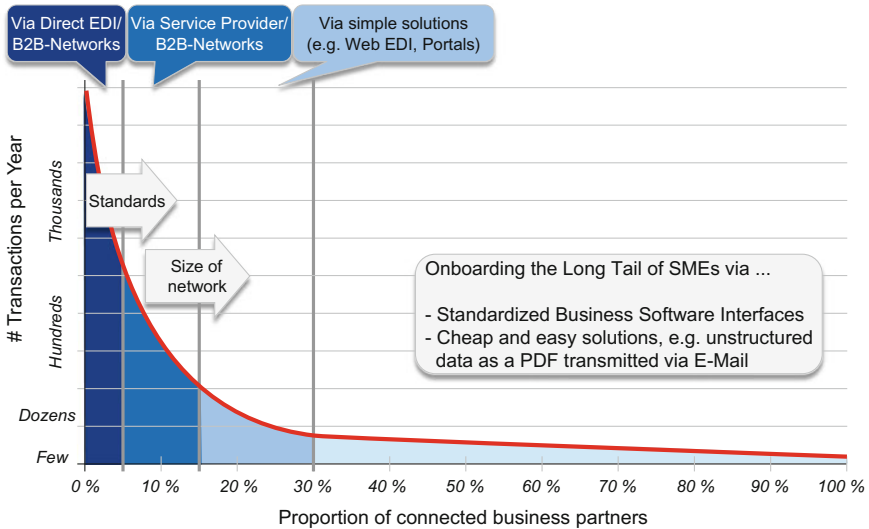 Via Direct EDI/
B2B-Networks
Via Service Provider/
B2B-Networks
Via simple solutions
(e.g. Web EDI, Portals)
# Transactions per Year
Thousands
Hundreds
Dozens
Few
Standards
Size of
network
Onboarding the Long Tail of SMEs via ...
- Standardized Business Software Interfaces
- Cheap and easy solutions, e.g. unstructured
data as a PDF transmitted via E-Mail
0 % 10 % 20 % 30 % 40 % 50 % 60 % 70 % 80 % 90 % 100 %
Proportion of connected business partners